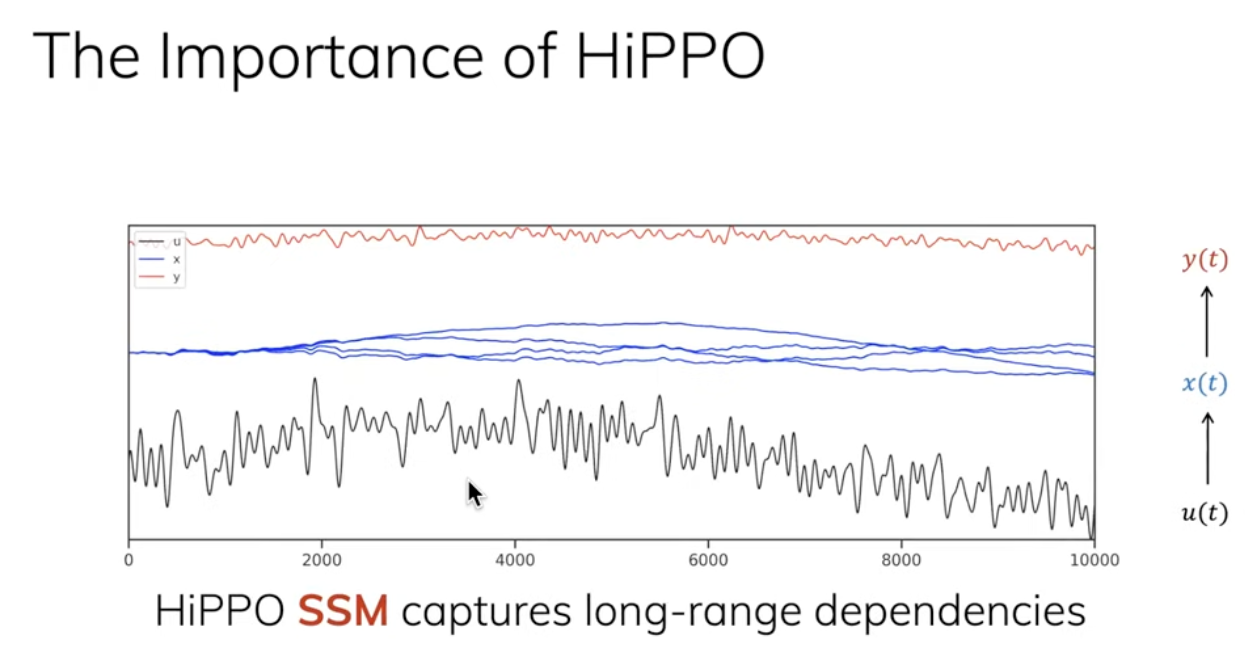 The Importance of HiPPO
u
x
y
0 2000 4000 6000 8000 10000
y(t)
x(t)
u(t)
HiPPO SSM captures long-range dependencies